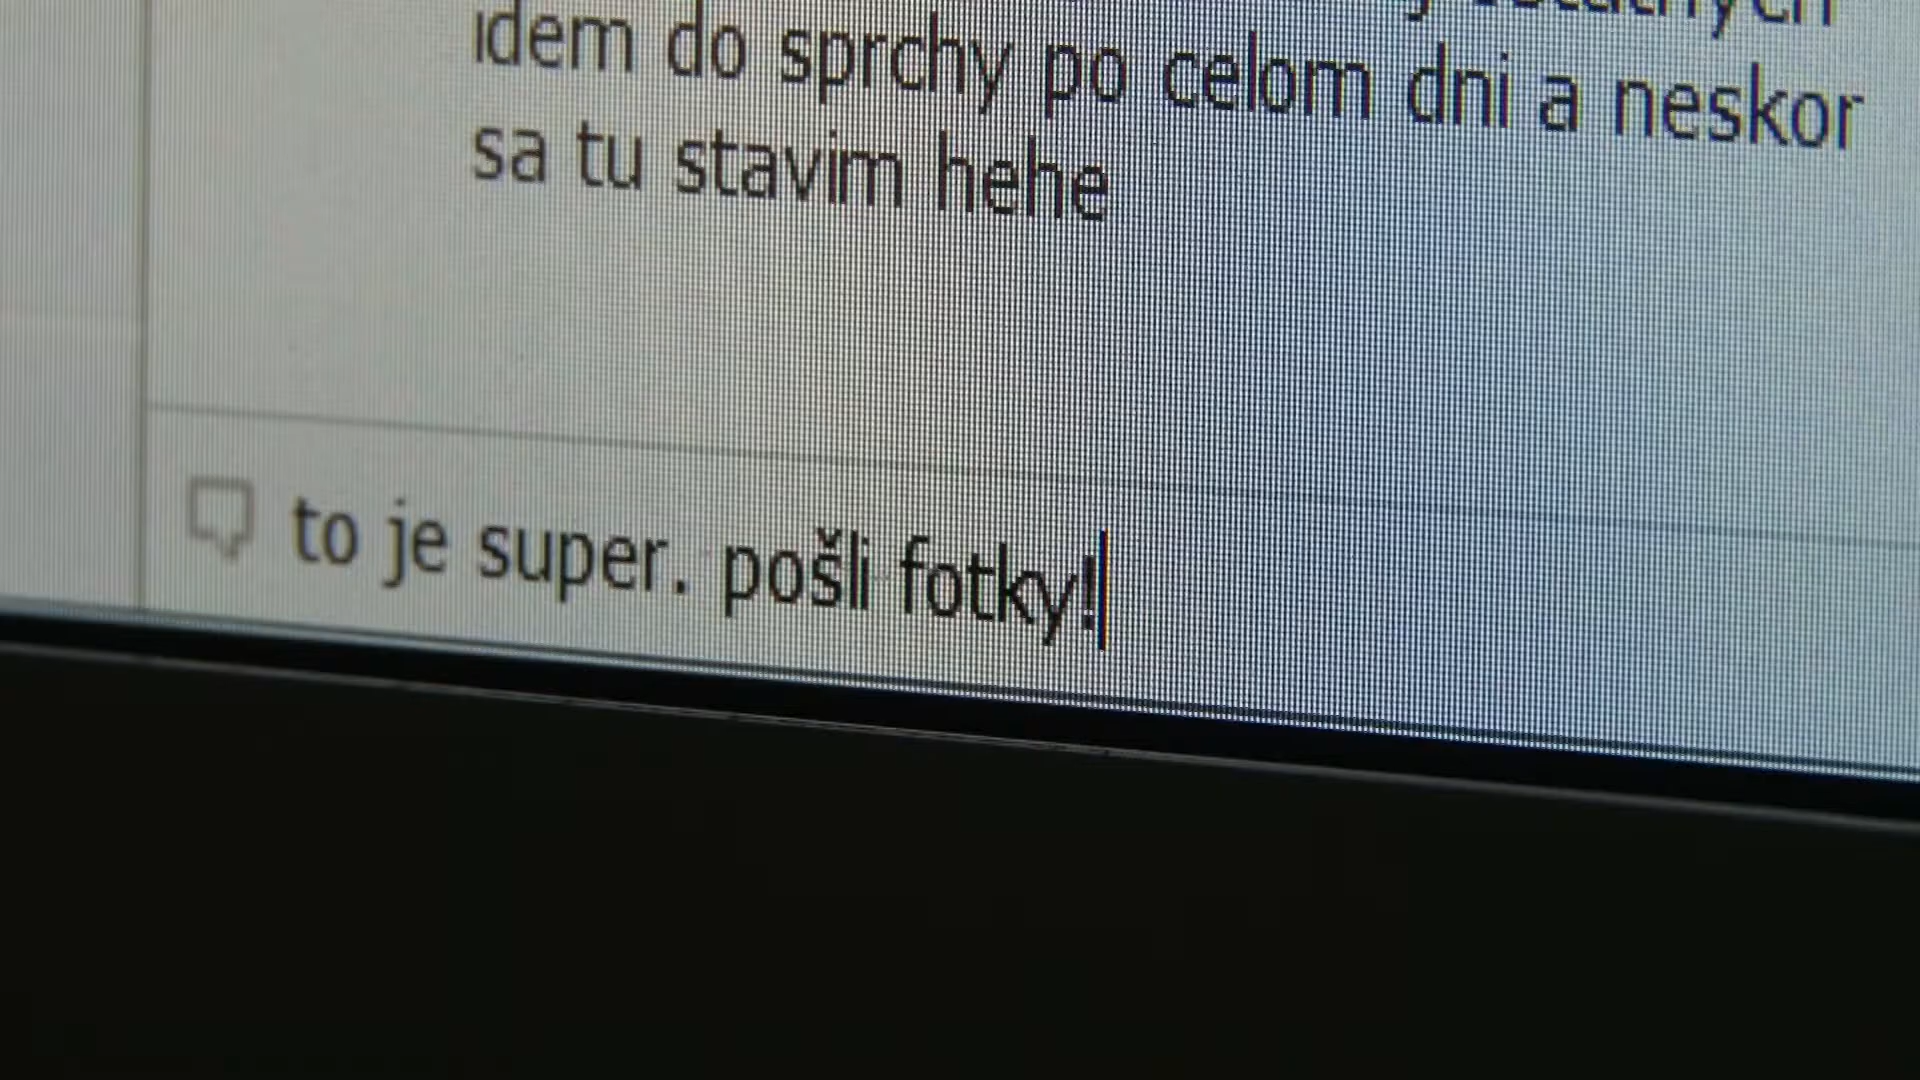 idem do sprchy po celom dni a neskor
sa tu stavim hehe
to je super. pošli fotky!